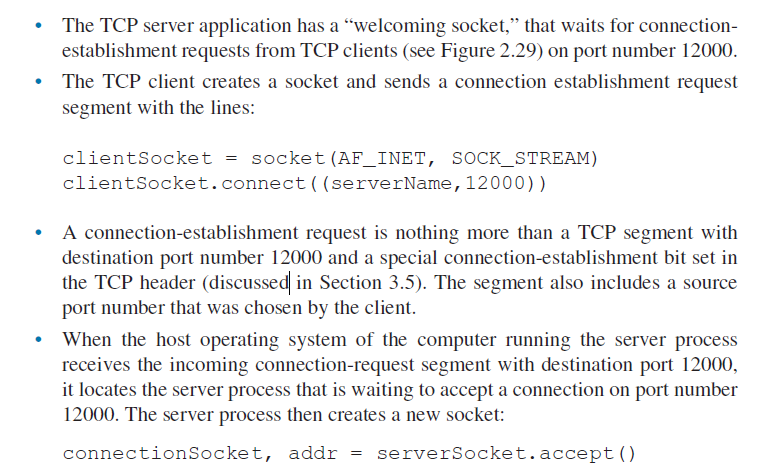 • The TCP server application has a “welcoming socket,” that waits for connection-
establishment requests from TCP clients (see Figure 2.29) on port number 12000.
• The TCP client creates a socket and sends a connection establishment request
segment with the lines:
clientSocket = socket(AF_INET, SOCK_STREAM)
clientSocket.connect((serverName,12000))
• A connection-establishment request is nothing more than a TCP segment with
destination port number 12000 and a special connection-establishment bit set in
the TCP header (discussed in Section 3.5). The segment also includes a source
port number that was chosen by the client.
• When the host operating system of the computer running the server process
receives the incoming connection-request segment with destination port 12000,
it locates the server process that is waiting to accept a connection on port number
12000. The server process then creates a new socket:
connectionSocket, addr = serverSocket.accept()